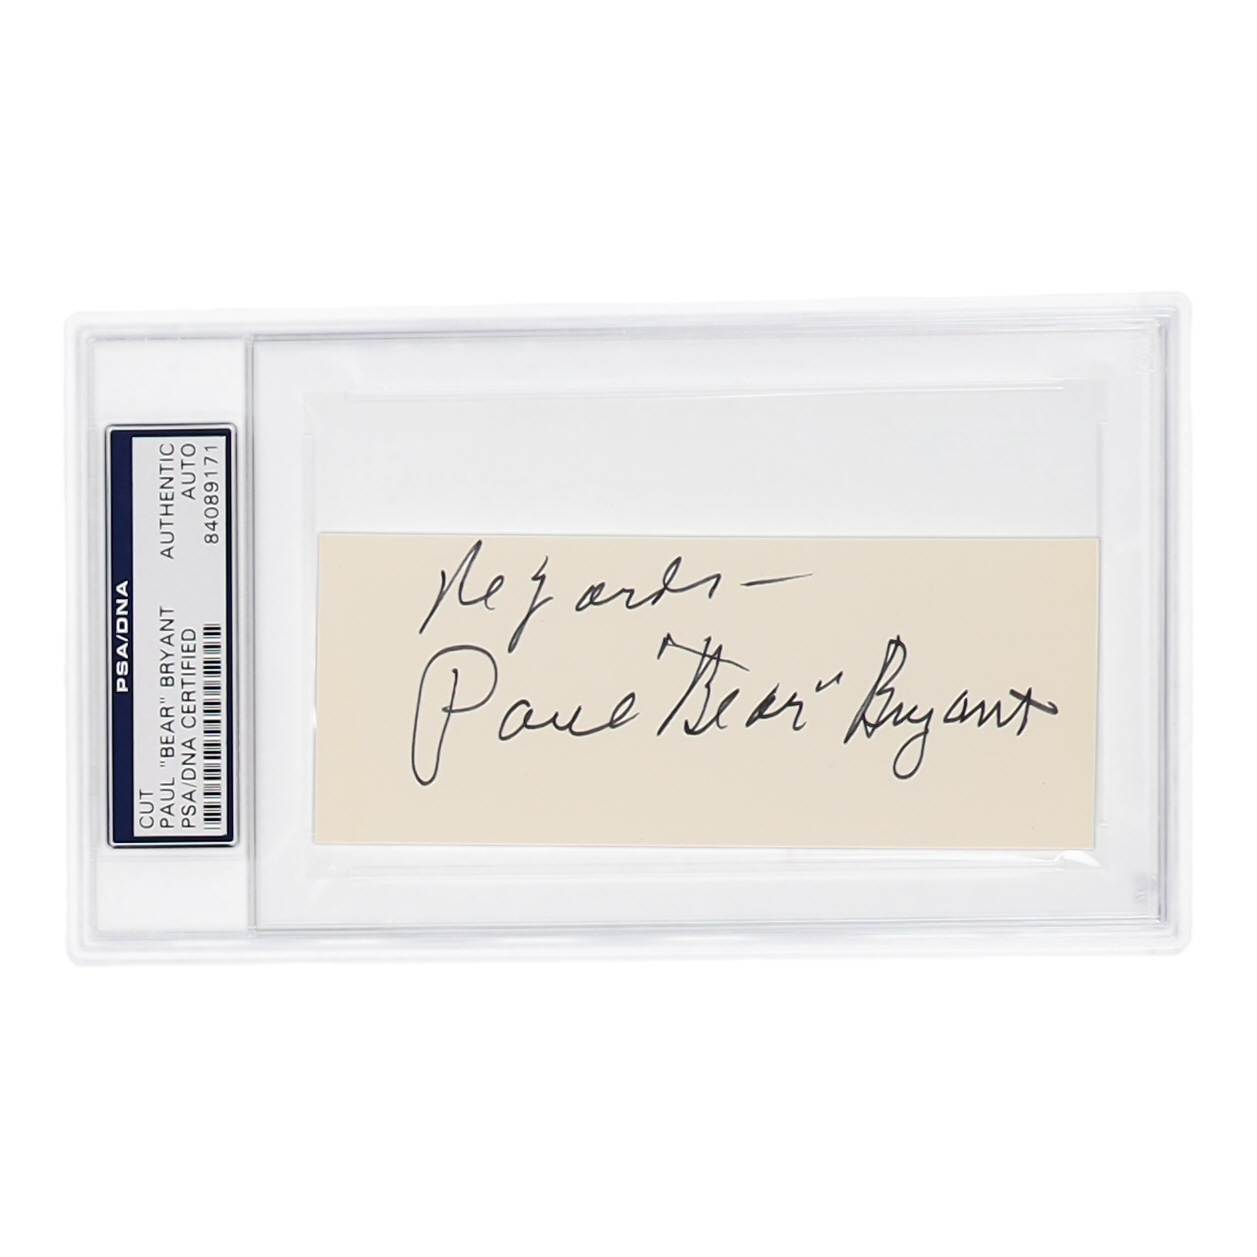 PSA/DNA
CUT
PAUL "BEAR" BRYANT AUTHENTIC
PSA/DNA CERTIFIED AUTO
84089171
Regards—
Paul "Bear" Bryant